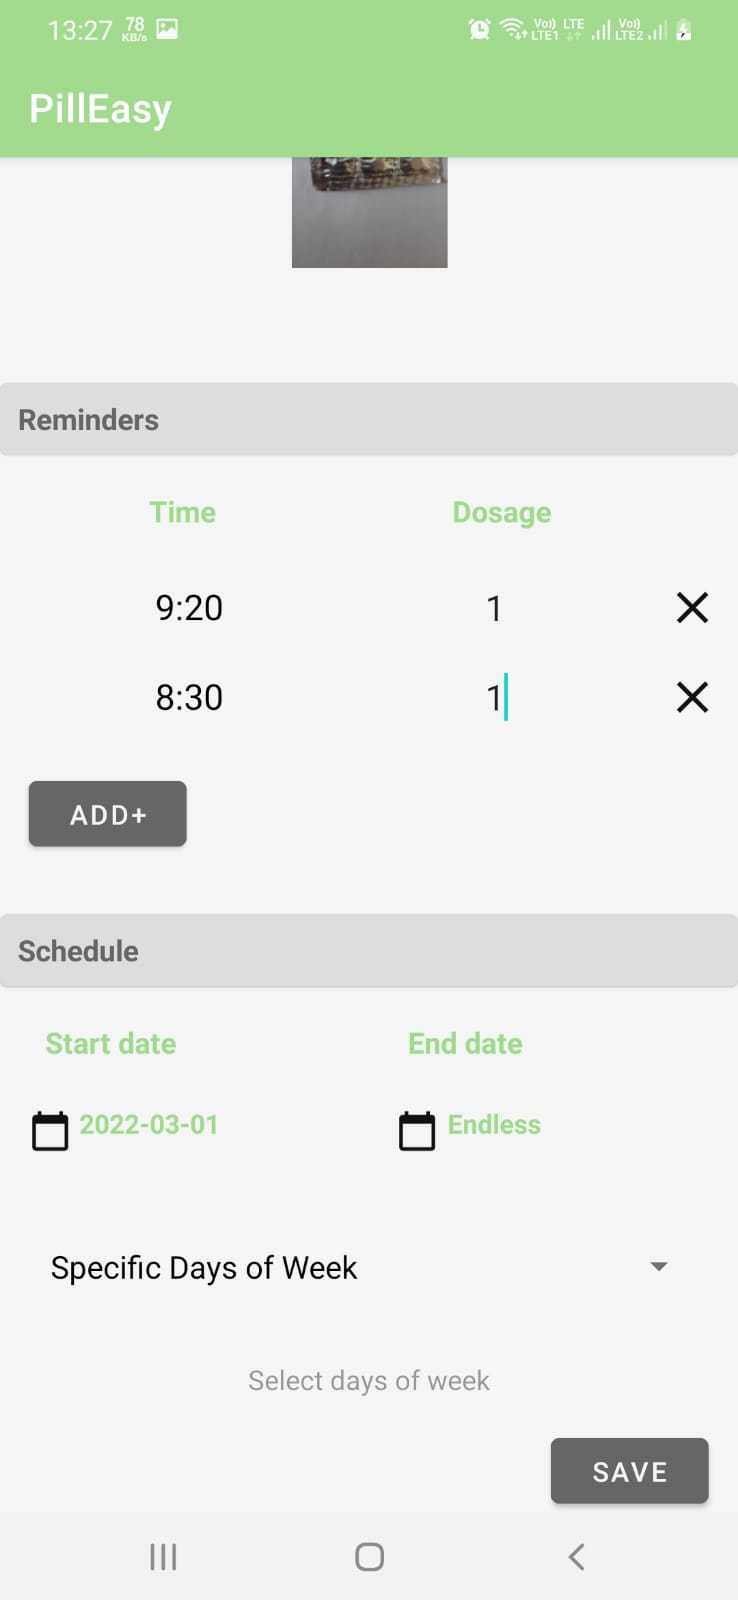 13:27 78 KB/s Vo) LTE1 LTE Vo) LTE2
PillEasy
Reminders
Time Dosage
9:20 1
8:30 1
ADD+
Schedule
Start date End date
2022-03-01 Endless
Specific Days of Week
Select days of week
SAVE